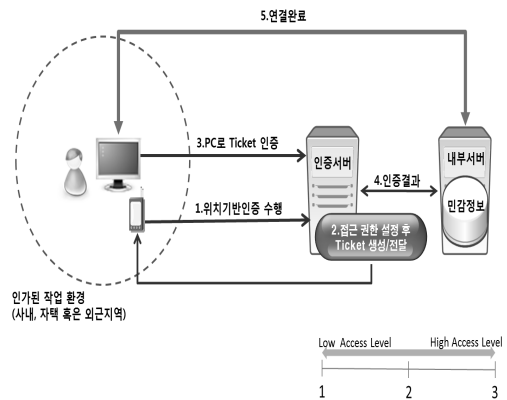 5.연결완료
3.PC로 Ticket 인증
인증서버
내부서버
4.인증결과
민감정보
1.위치기반인증 수행
2.접근 권한 설정 후
Ticket 생성/전달
인가된 작업 환경
(사내, 자택 혹은 외근지역)
Low Access Level
High Access Level
1
2
3